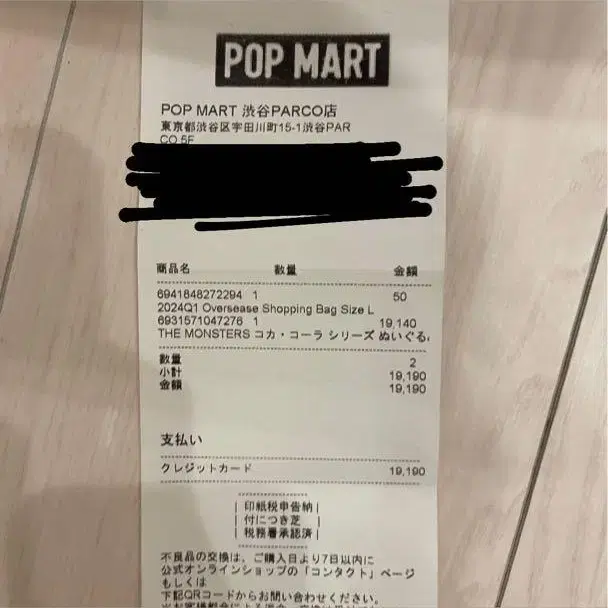 POP MART
POP MART 渋谷PARCO店
東京都渋谷区宇田川町15-1渋谷PAR
CO 5F
商品名 数量 金額
6941848272294 1 50
2024Q1 Oversease Shopping Bag Size L
6931571047276 1 19,140
THE MONSTERS コカ・コーラ シリーズ ぬいぐる
数量 2
小計 19,190
金額 19,190
支払い
クレジットカード 19,190
印紙税申告納
付につき芝
税務署承認済
不良品の交換は、ご購入日より7日以内に
公式オンラインショップの「コンタクト」ページ
もしくは
下記QRコードからお問い合わせください。